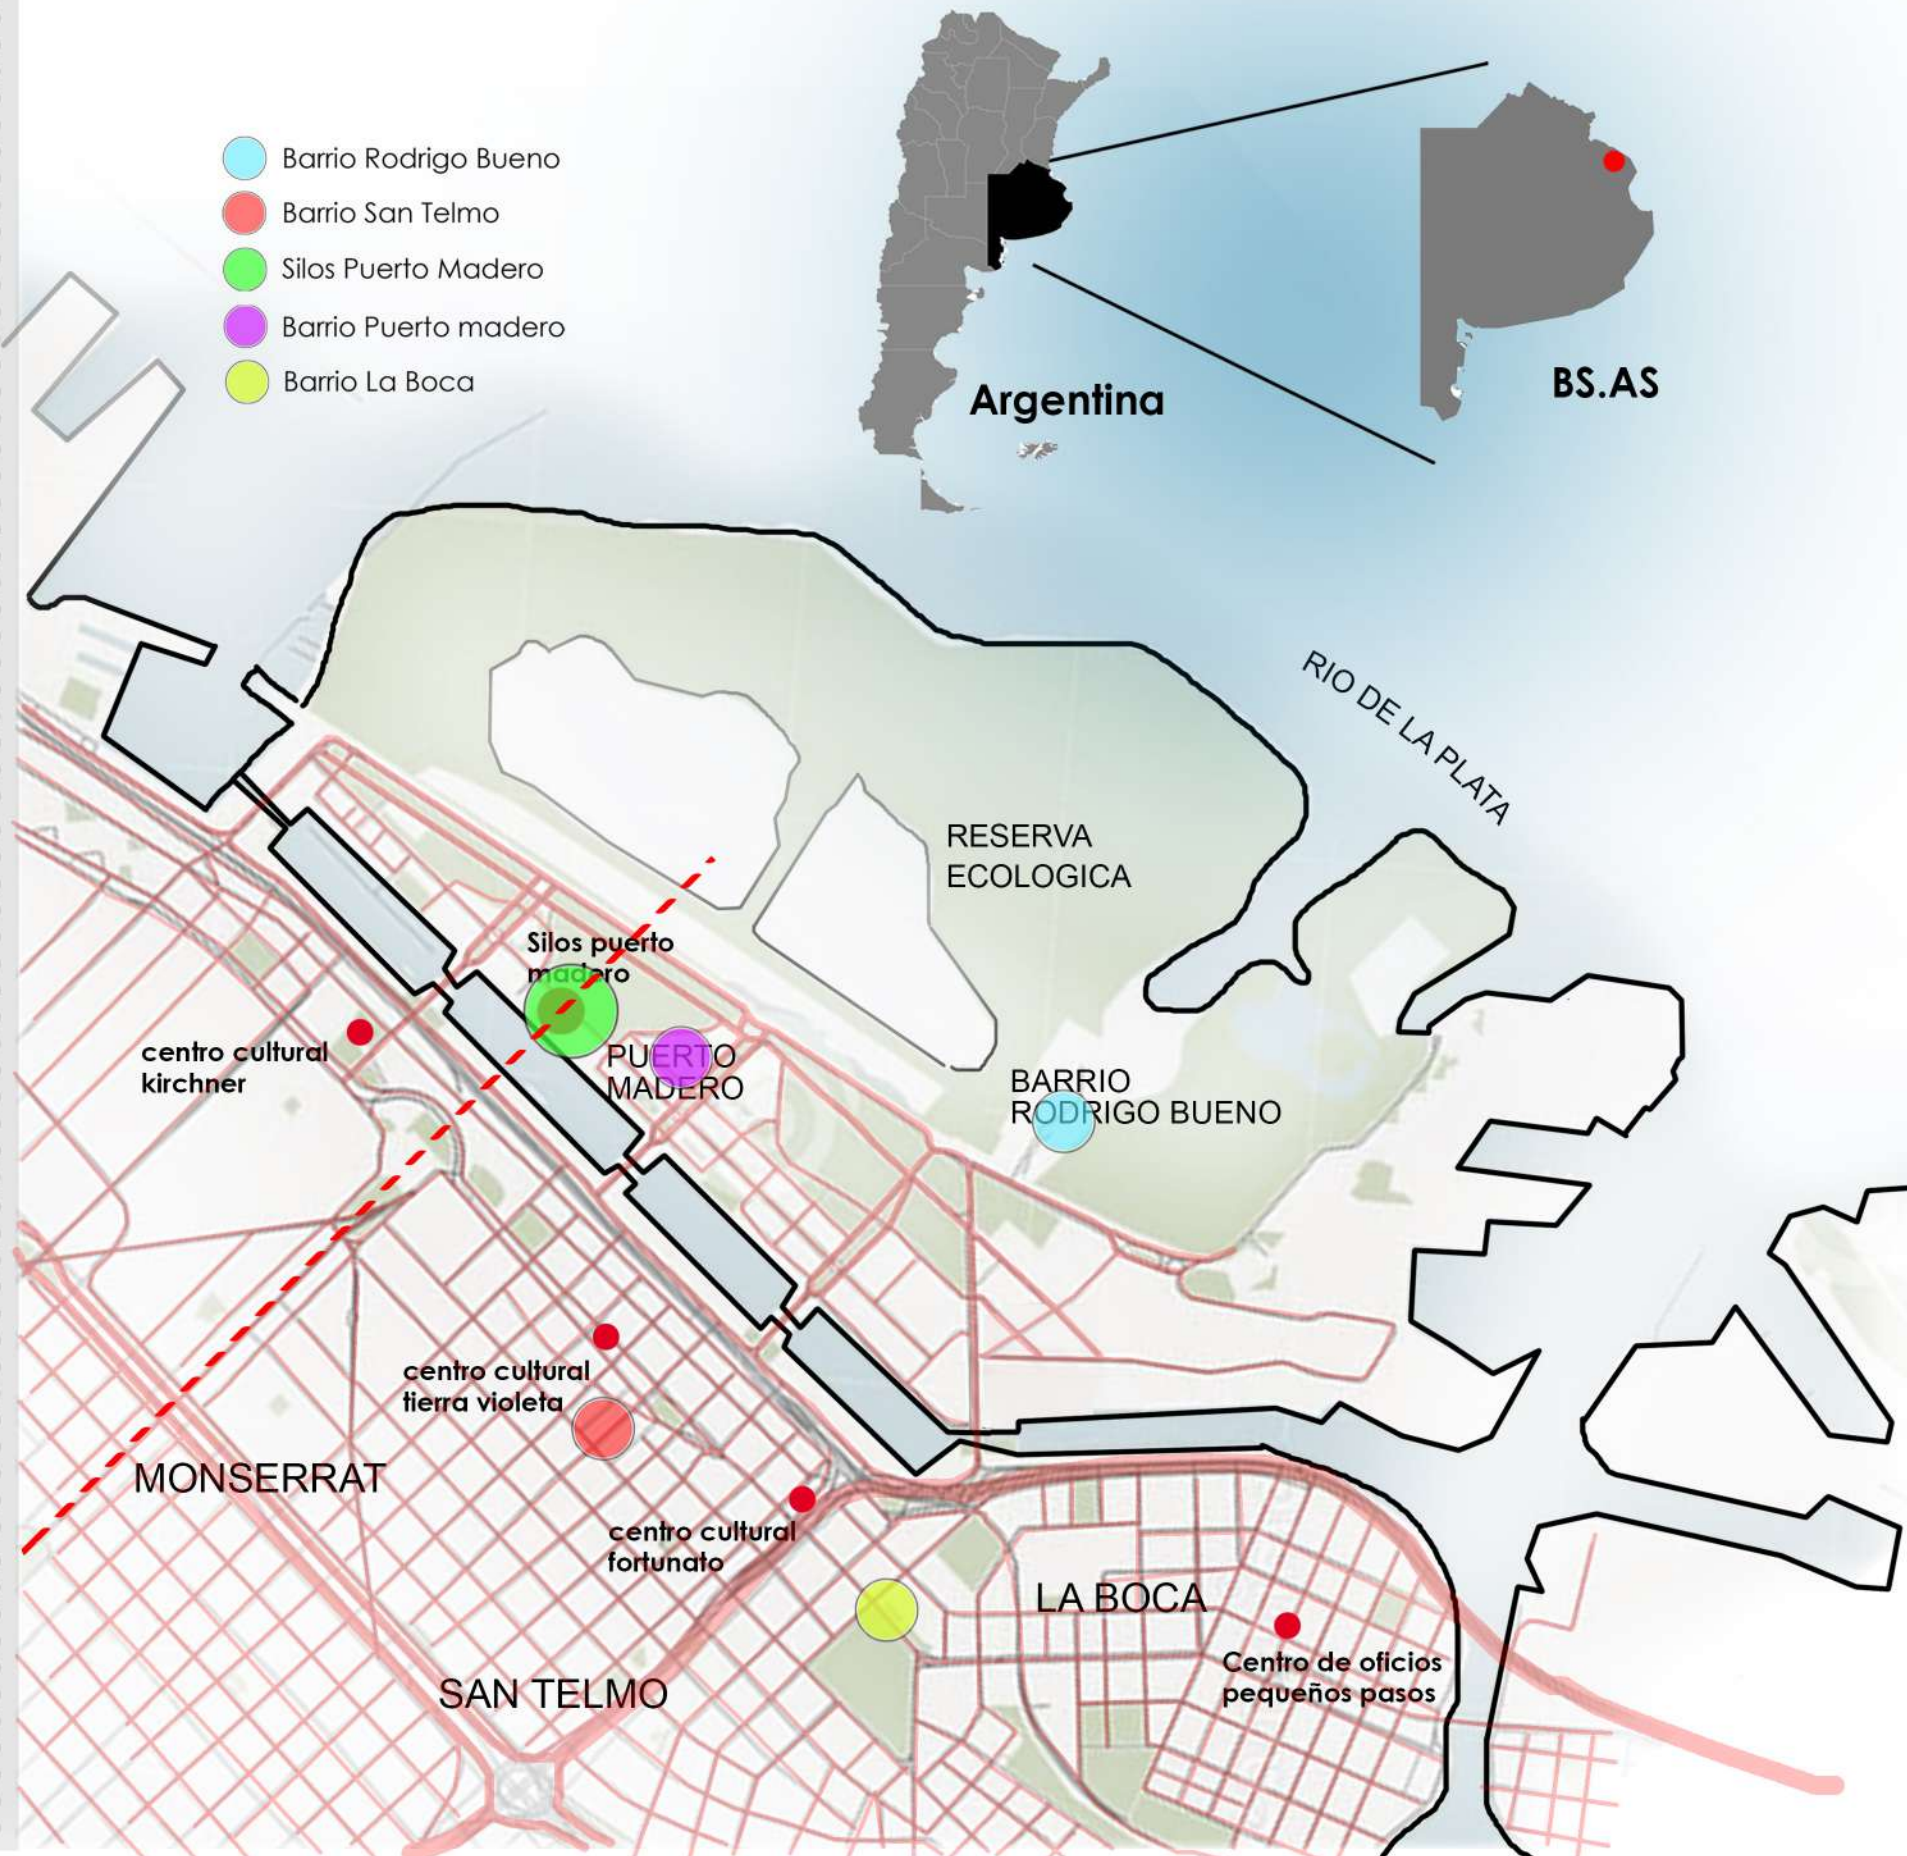 Barrio Rodrigo Bueno
Barrio San Telmo
Silos Puerto Madero
Barrio Puerto madero
Barrio La Boca
Argentina
BS.AS
RIO DE LA PLATA
RESERVA
ECOLOGICA
Silos puerto
madero
centro cultural
kirchner
PUERTO
MADERO
BARRIO
RODRIGO BUENO
centro cultural
tierra violeta
MONSERRAT
centro cultural
fortunato
LA BOCA
SAN TELMO
Centro de oficios
pequeños pasos